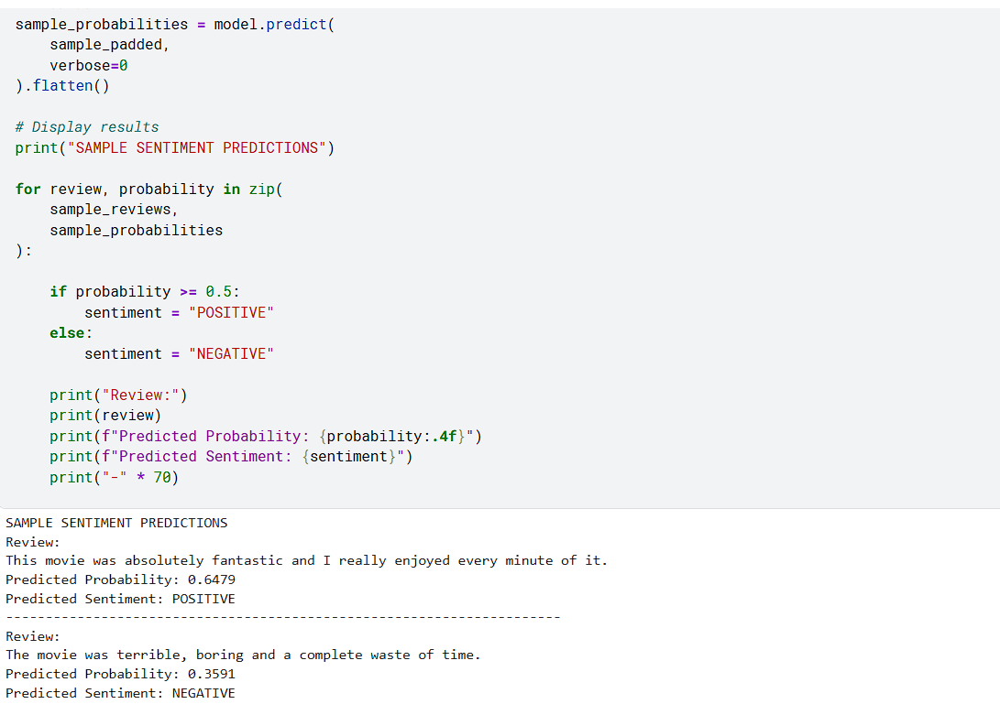 sample_probabilities = model.predict(
    sample_padded,
    verbose=0
).flatten()

# Display results
print("SAMPLE SENTIMENT PREDICTIONS")

for review, probability in zip(
    sample_reviews,
    sample_probabilities
):

    if probability >= 0.5:
        sentiment = "POSITIVE"
    else:
        sentiment = "NEGATIVE"

    print("Review:")
    print(review)
    print(f"Predicted Probability: {probability:.4f}")
    print(f"Predicted Sentiment: {sentiment}")
    print("-" * 70)

SAMPLE SENTIMENT PREDICTIONS
Review:
This movie was absolutely fantastic and I really enjoyed every minute of it.
Predicted Probability: 0.6479
Predicted Sentiment: POSITIVE
----------------------------------------------------------------------
Review:
The movie was terrible, boring and a complete waste of time.
Predicted Probability: 0.3591
Predicted Sentiment: NEGATIVE